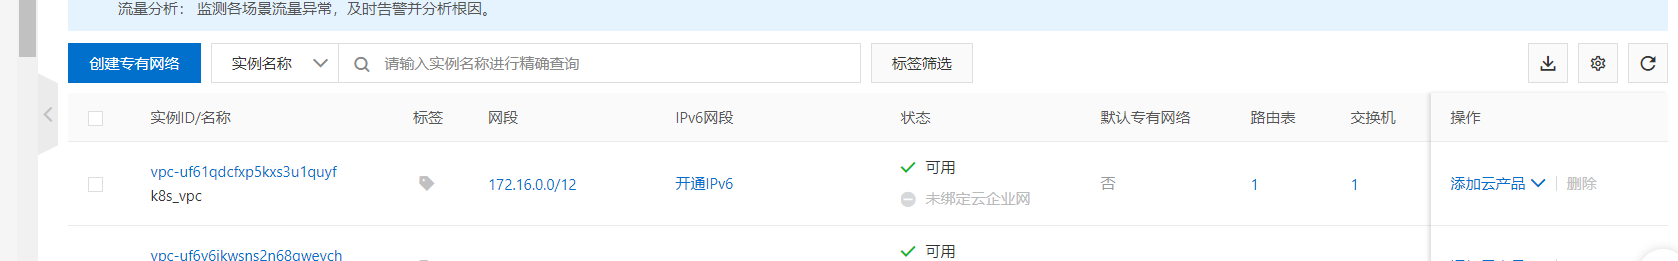 流量分析： 监测各场景流量异常，及时告警并分析根因。
创建专有网络 实例名称 请输入实例名称进行精确查询 标签筛选
实例ID/名称 标签 网段 IPv6网段 状态 默认专有网络 路由表 交换机 操作
vpc-uf61qdcfxp5kxs3u1quyf
k8s_vpc
172.16.0.0/12
开通IPv6
可用
未绑定云企业网
否
1
1
添加云产品
删除
vpc-uf6v6ikwsns2n68qwevch
可用